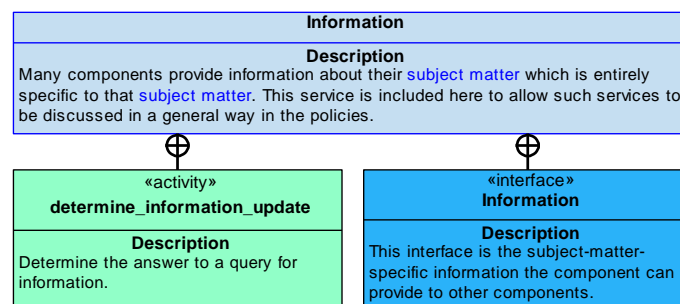 Information
Description
Many components provide information about their subject matter which is entirely
specific to that subject matter. This service is included here to allow such services to
be discussed in a general way in the policies.
«activity»
determine_information_update
Description
Determine the answer to a query for
information.
«interface»
Information
Description
This interface is the subject-matter-
specific information the component can
provide to other components.